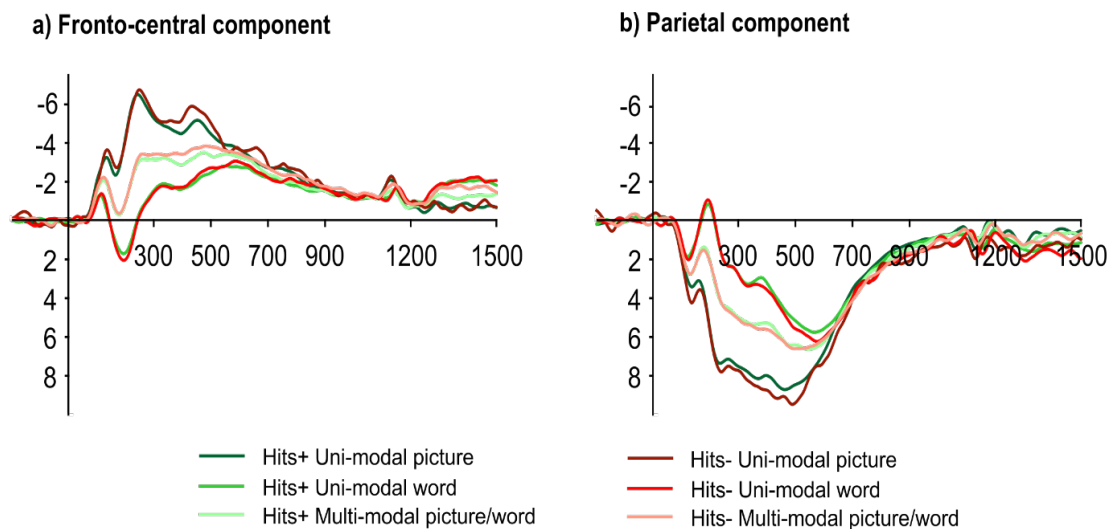 a) Fronto-central component
b) Parietal component
-6
-4
-2
2
4
6
8
300 500 700 900 1200 1500
-6
-4
-2
2
4
6
8
300 500 700 900 1200 1500
Hits+ Uni-modal picture
Hits+ Uni-modal word
Hits+ Multi-modal picture/word
Hits- Uni-modal picture
Hits- Uni-modal word
Hits- Multi-modal picture/word